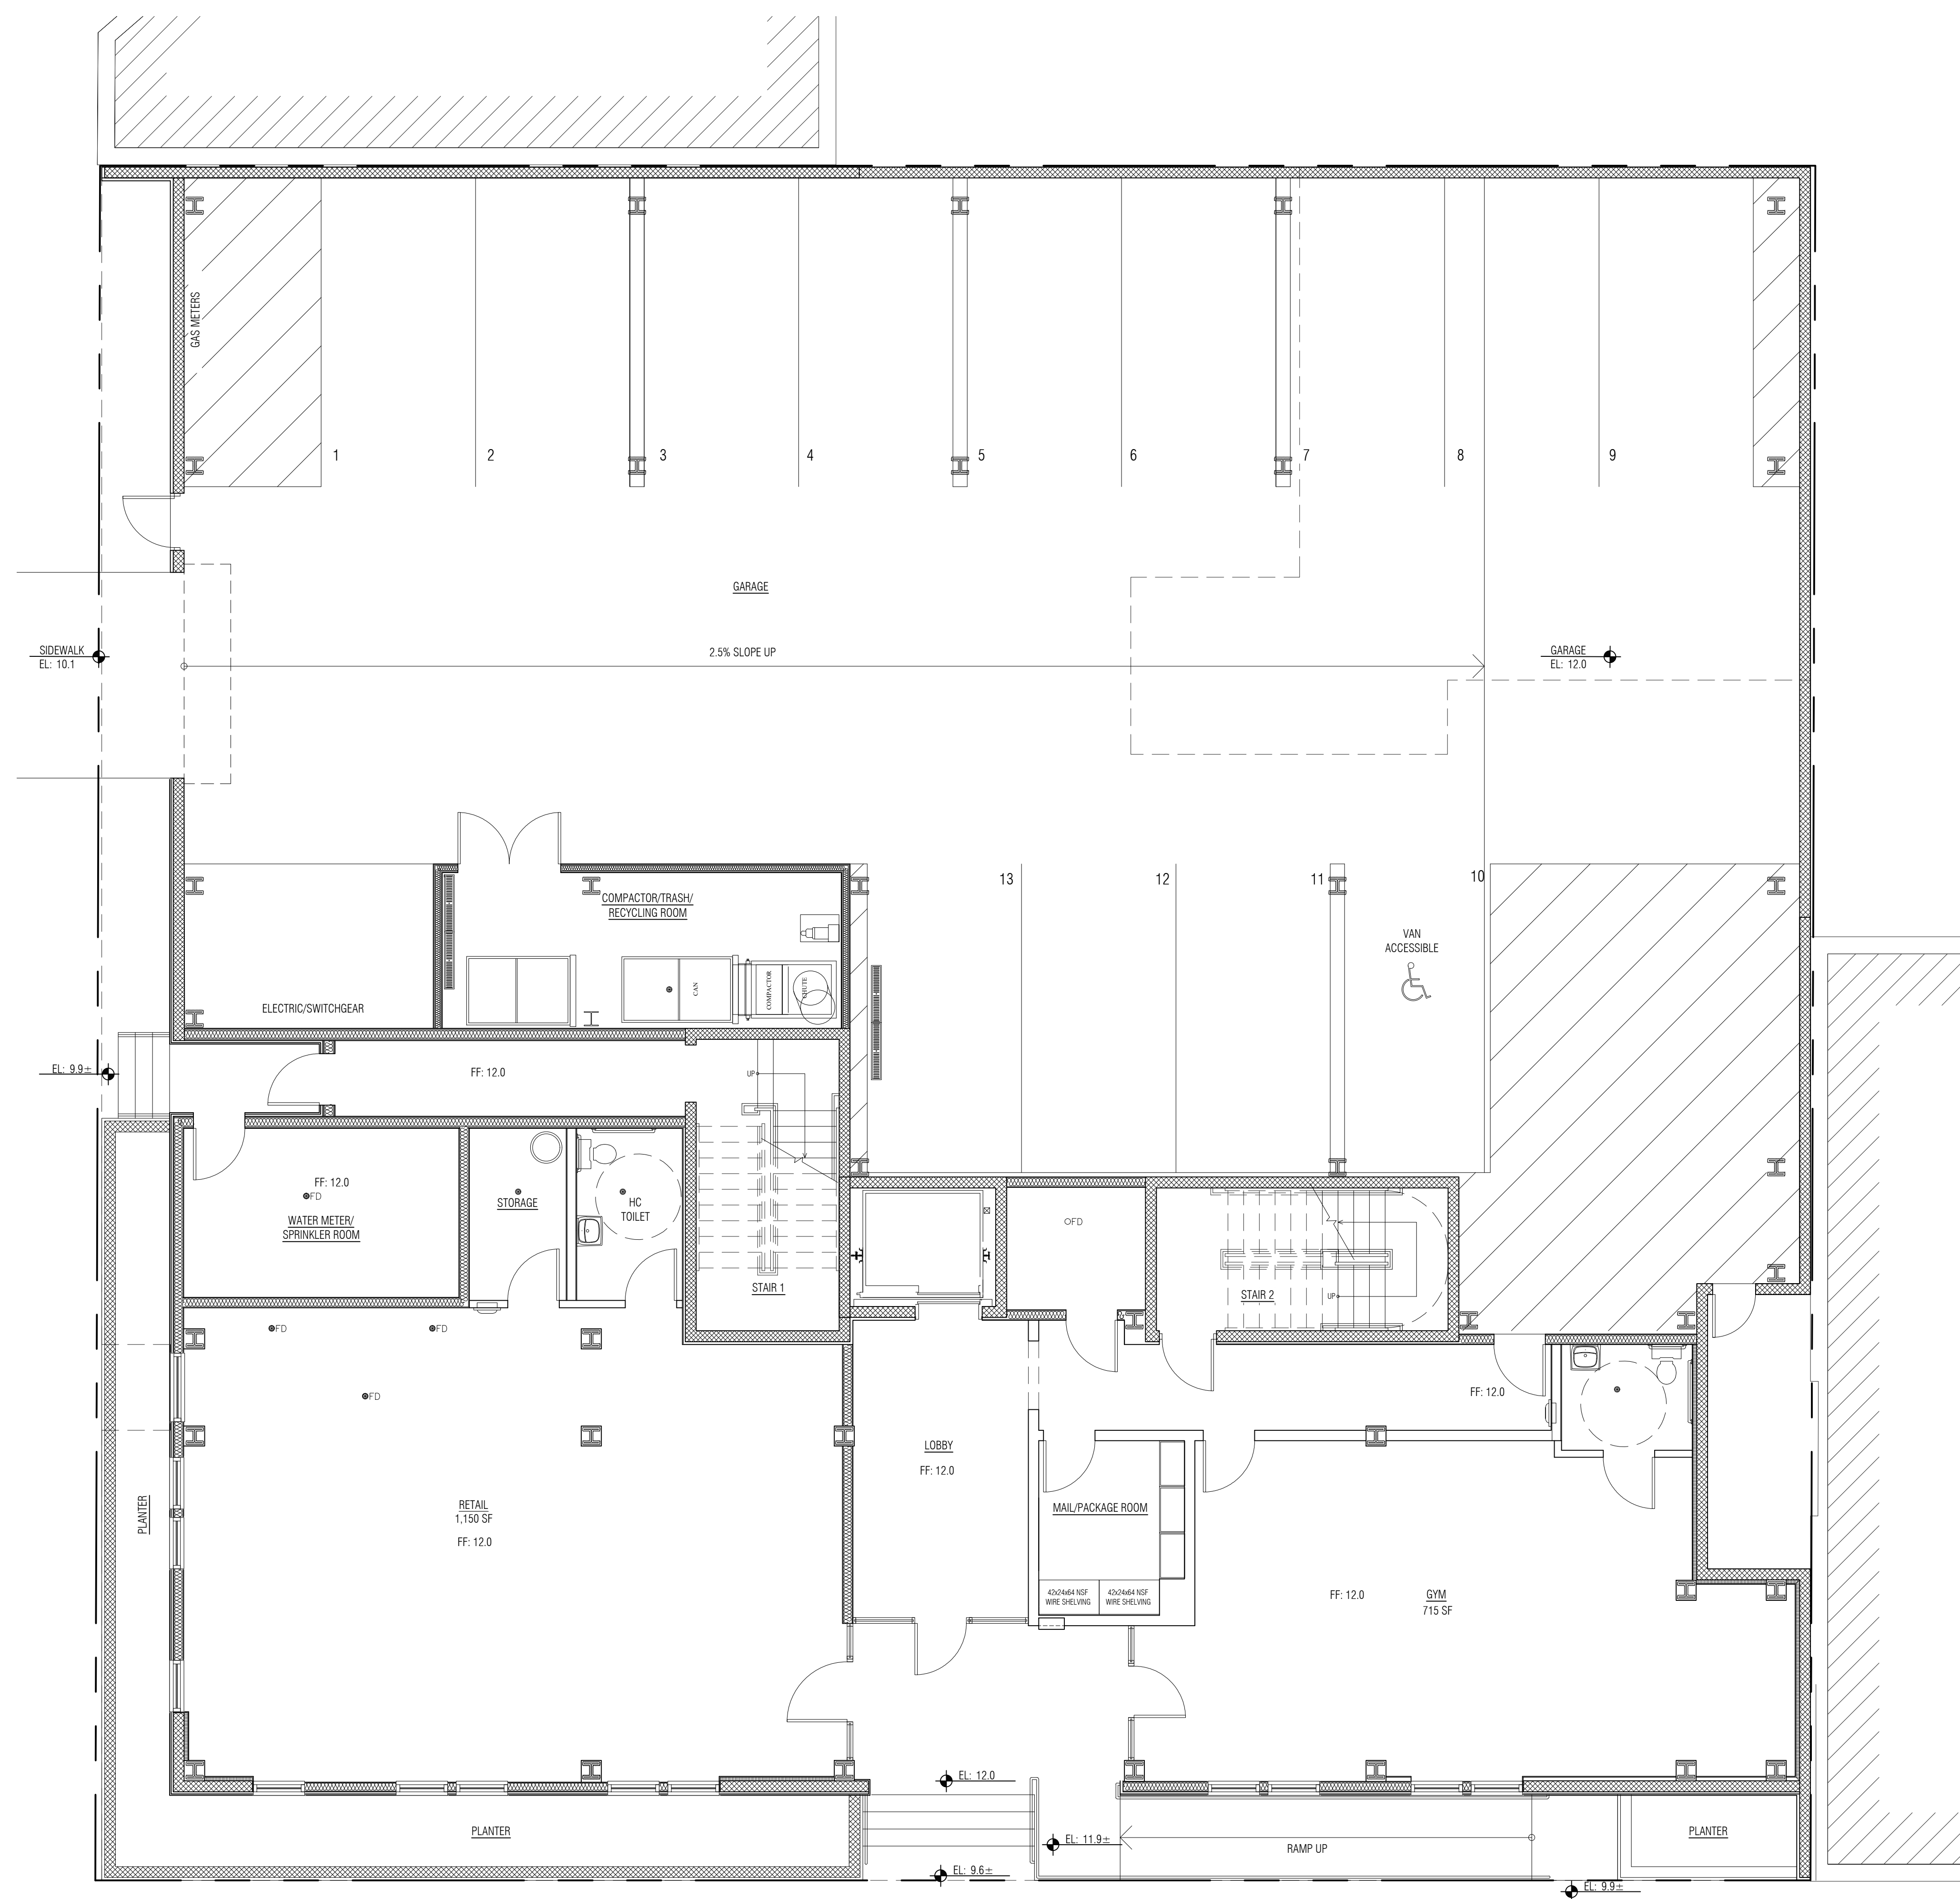 GAS METERS
1
2
3
4
5
6
7
8
9
GARAGE
SIDEWALK
EL: 10.1
2.5% SLOPE UP
GARAGE
EL: 12.0
13
12
11
10
COMPACTOR/TRASH/
RECYCLING ROOM
VAN
ACCESSIBLE
CAN
COMPACTOR
CHUTE
ELECTRIC/SWITCHGEAR
EL: 9.9±
FF: 12.0
UP
FF: 12.0
FD
WATER METER/
SPRINKLER ROOM
STORAGE
HC
TOILET
FD
STAIR 1
STAIR 2
UP
FD
FD
FD
FF: 12.0
LOBBY
FF: 12.0
PLANTER
RETAIL
1,150 SF
FF: 12.0
MAIL/PACKAGE ROOM
42x24x64 NSF
WIRE SHELVING
42x24x64 NSF
WIRE SHELVING
FF: 12.0
GYM
715 SF
EL: 12.0
PLANTER
EL: 11.9±
RAMP UP
PLANTER
EL: 9.6±
EL: 9.9±